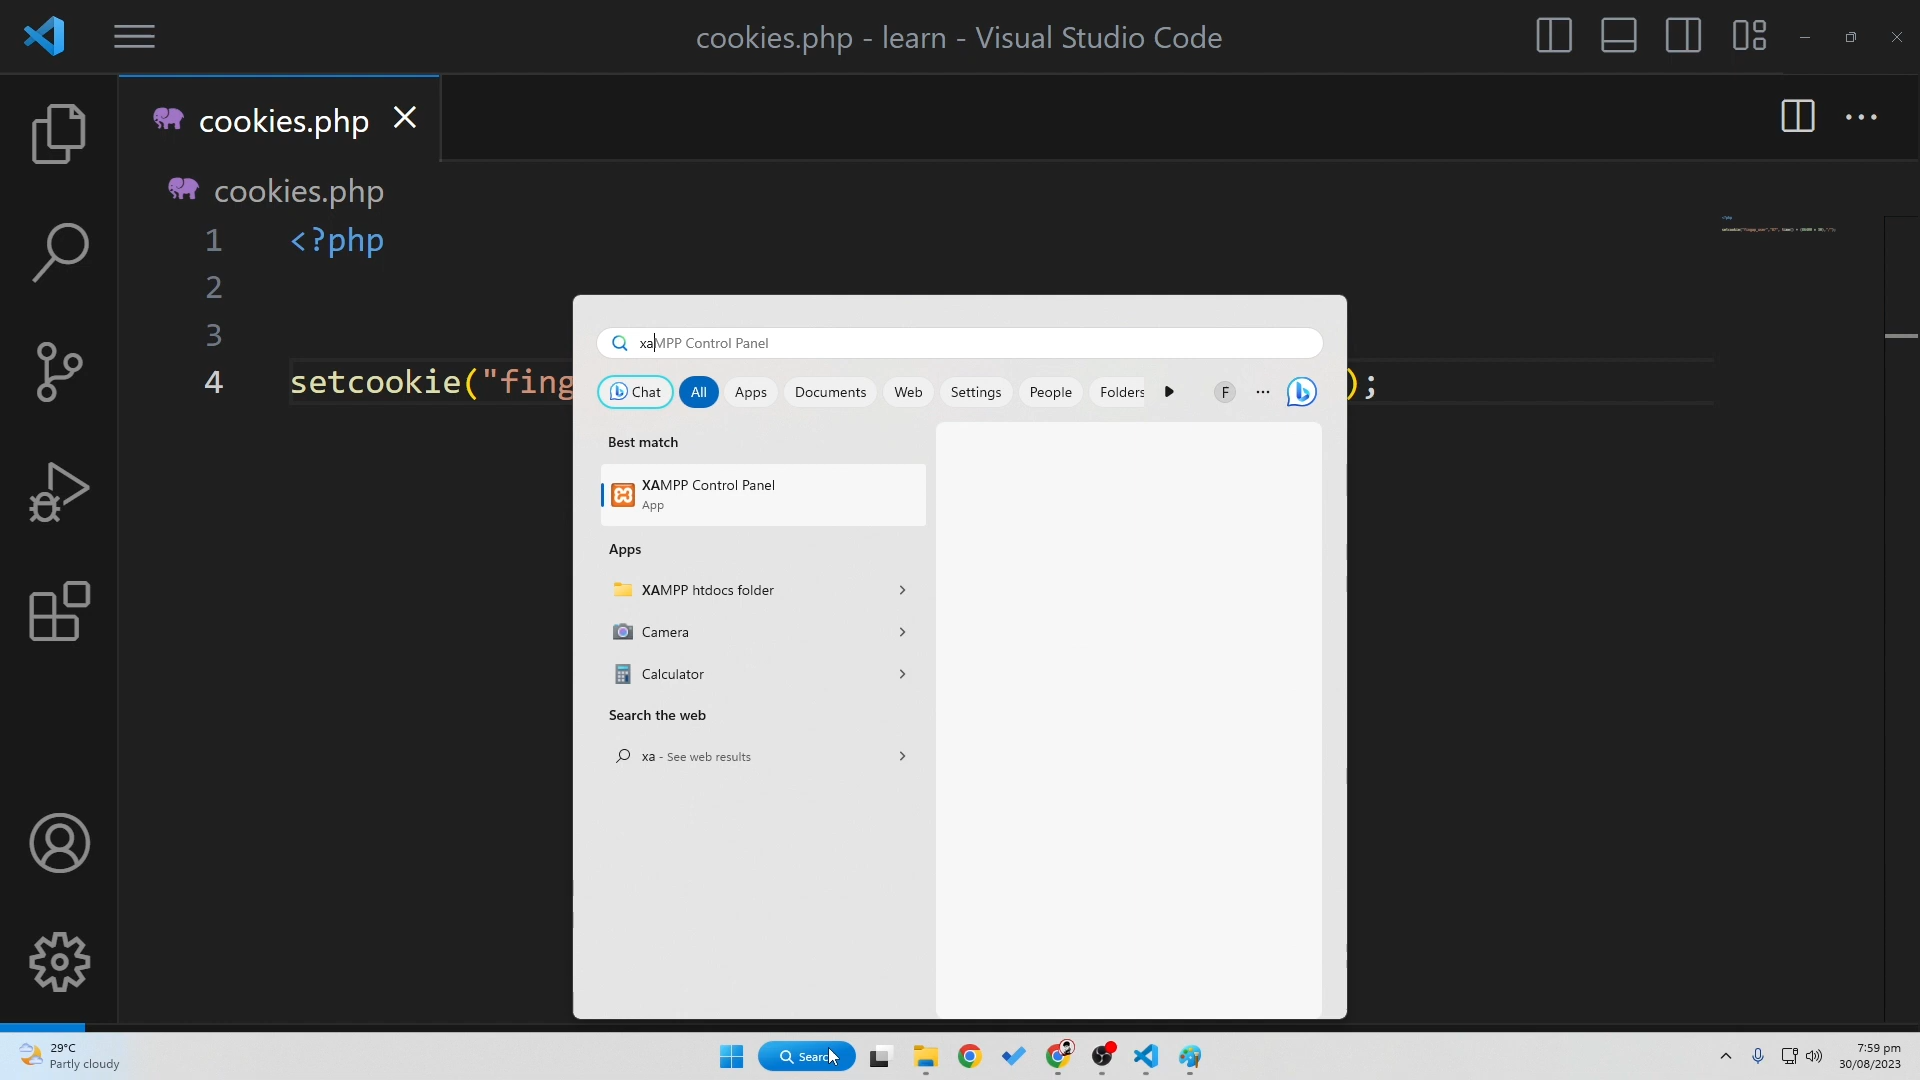 cookies.php - learn - Visual Studio Code
cookies.php
cookies.php
1 <?php
2
3
4 setcookie("fing );
xaMPP Control Panel
Chat All Apps Documents Web Settings People Folders F
Best match
XAMPP Control Panel
App
Apps
XAMPP htdocs folder
Camera
Calculator
Search the web
xa - See web results
29°C
Partly cloudy
Search
7:59 pm
30/08/2023